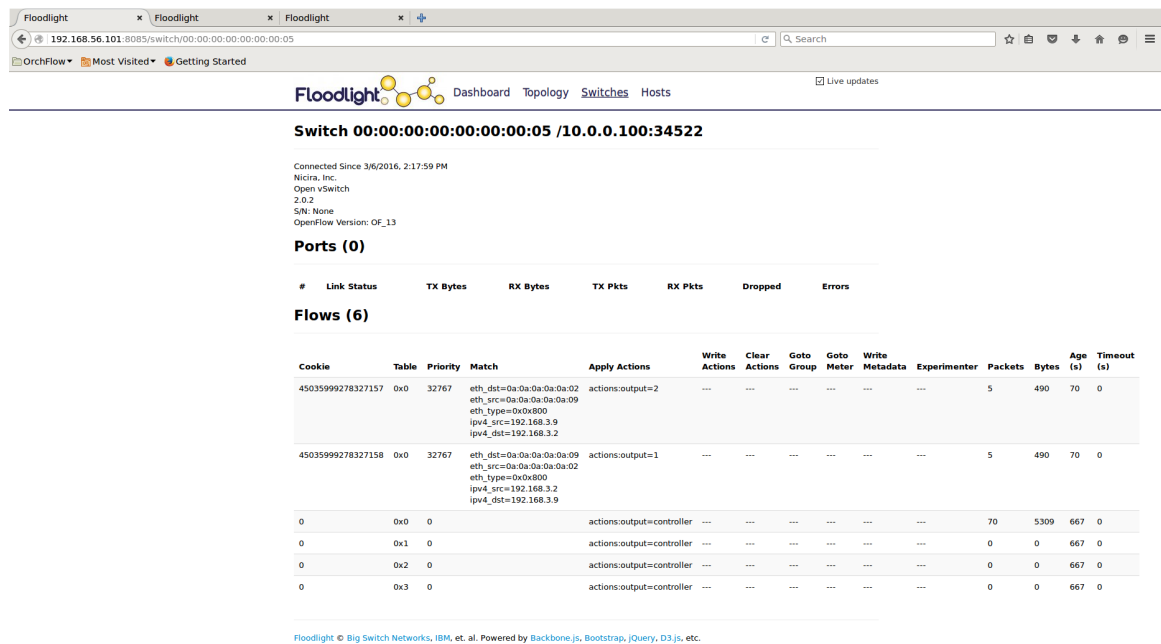 Floodlight × Floodlight × Floodlight ×
192.168.56.101:8085/switch/00:00:00:00:00:00:00:05 Search
OrchFlow Most Visited Getting Started
Floodlight Dashboard Topology Switches Hosts Live updates
Switch 00:00:00:00:00:00:00:05 /10.0.0.100:34522
Connected Since 3/6/2016, 2:17:59 PM
Nicira, Inc.
Open vSwitch
2.0.2
S/N: None
OpenFlow Version: OF_13
Ports (0)
# Link Status TX Bytes RX Bytes TX Pkts RX Pkts Dropped Errors
Flows (6)
Cookie Table Priority Match Apply Actions Write Actions Clear Actions Goto Group Goto Meter Write Metadata Experimenter Packets Bytes Age (s) Timeout (s)
45035999278327157 0x0 32767 eth_dst=0a:0a:0a:0a:0a:02 actions:output=2 --- --- --- --- --- --- 5 490 70 0
eth_src=0a:0a:0a:0a:0a:09
eth_type=0x0x800
ipv4_src=192.168.3.9
ipv4_dst=192.168.3.2
45035999278327158 0x0 32767 eth_dst=0a:0a:0a:0a:0a:09 actions:output=1 --- --- --- --- --- --- 5 490 70 0
eth_src=0a:0a:0a:0a:0a:02
eth_type=0x0x800
ipv4_src=192.168.3.2
ipv4_dst=192.168.3.9
0 0x0 0 actions:output=controller --- --- --- --- --- --- 70 5309 667 0
0 0x1 0 actions:output=controller --- --- --- --- --- --- 0 0 667 0
0 0x2 0 actions:output=controller --- --- --- --- --- --- 0 0 667 0
0 0x3 0 actions:output=controller --- --- --- --- --- --- 0 0 667 0
Floodlight © Big Switch Networks, IBM, et. al. Powered by Backbone.js, Bootstrap, jQuery, D3.js, etc.